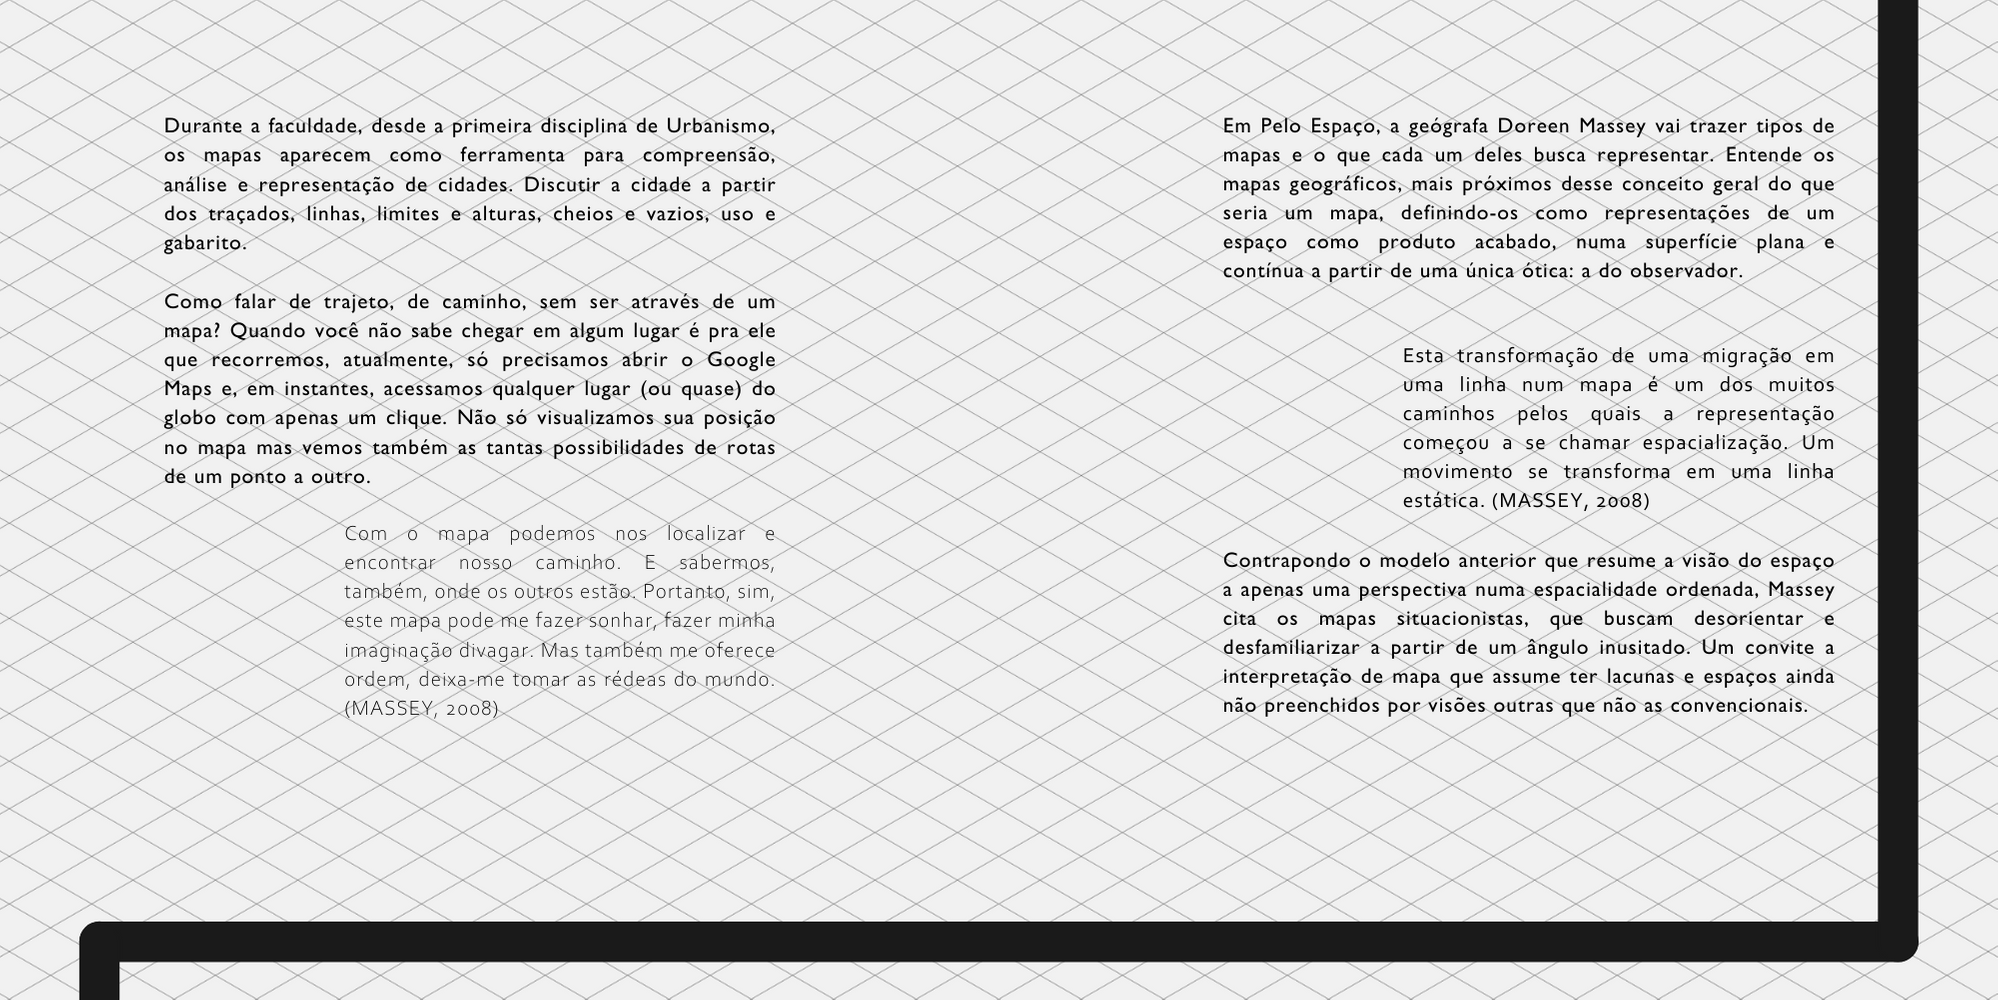 Durante a faculdade, desde a primeira disciplina de Urbanismo,
os mapas aparecem como ferramenta para compreensão,
análise e representação de cidades. Discutir a cidade a partir
dos traçados, linhas, limites e alturas, cheios e vazios, uso e
gabarito.
Como falar de trajeto, de caminho, sem ser através de um
mapa? Quando você não sabe chegar em algum lugar é pra ele
que recorremos, atualmente, só precisamos abrir o Google
Maps e, em instantes, acessamos qualquer lugar (ou quase) do
globo com apenas um clique. Não só visualizamos sua posição
no mapa mas vemos também as tantas possibilidades de rotas
de um ponto a outro.
Com o mapa podemos nos localizar e
encontrar nosso caminho. E sabermos,
também, onde os outros estão. Portanto, sim,
este mapa pode me fazer sonhar, fazer minha
imaginação divagar. Mas também me oferece
ordem, deixa-me tomar as rédeas do mundo.
(MASSEY, 2008)
Em Pelo Espaço, a geógrafa Doreen Massey vai trazer tipos de
mapas e o que cada um deles busca representar. Entende os
mapas geográficos, mais próximos desse conceito geral do que
seria um mapa, definindo-os como representações de um
espaço como produto acabado, numa superfície plana e
contínua a partir de uma única ótica: a do observador.
Esta transformação de uma migração em
uma linha num mapa é um dos muitos
caminhos pelos quais a representação
começou a se chamar espacialização. Um
movimento se transforma em uma linha
estática. (MASSEY, 2008)
Contrapondo o modelo anterior que resume a visão do espaço
a apenas uma perspectiva numa espacialidade ordenada, Massey
cita os mapas situacionistas, que buscam desorientar e
desfamiliarizar a partir de um ângulo inusitado. Um convite a
interpretação de mapa que assume ter lacunas e espaços ainda
não preenchidos por visões outras que não as convencionais.